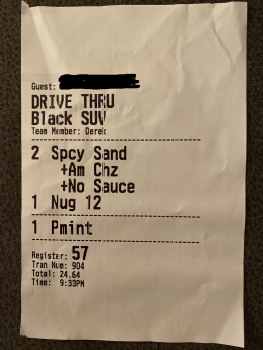 Guest:
DRIVE THRU
Black SUV
Team Member: Derek
2 Spcy Sand
+Am Chz
+No Sauce
1 Nug 12
1 Pmint
Register: 57
Tran Num: 904
Total: 24.64
Time: 9:33PM